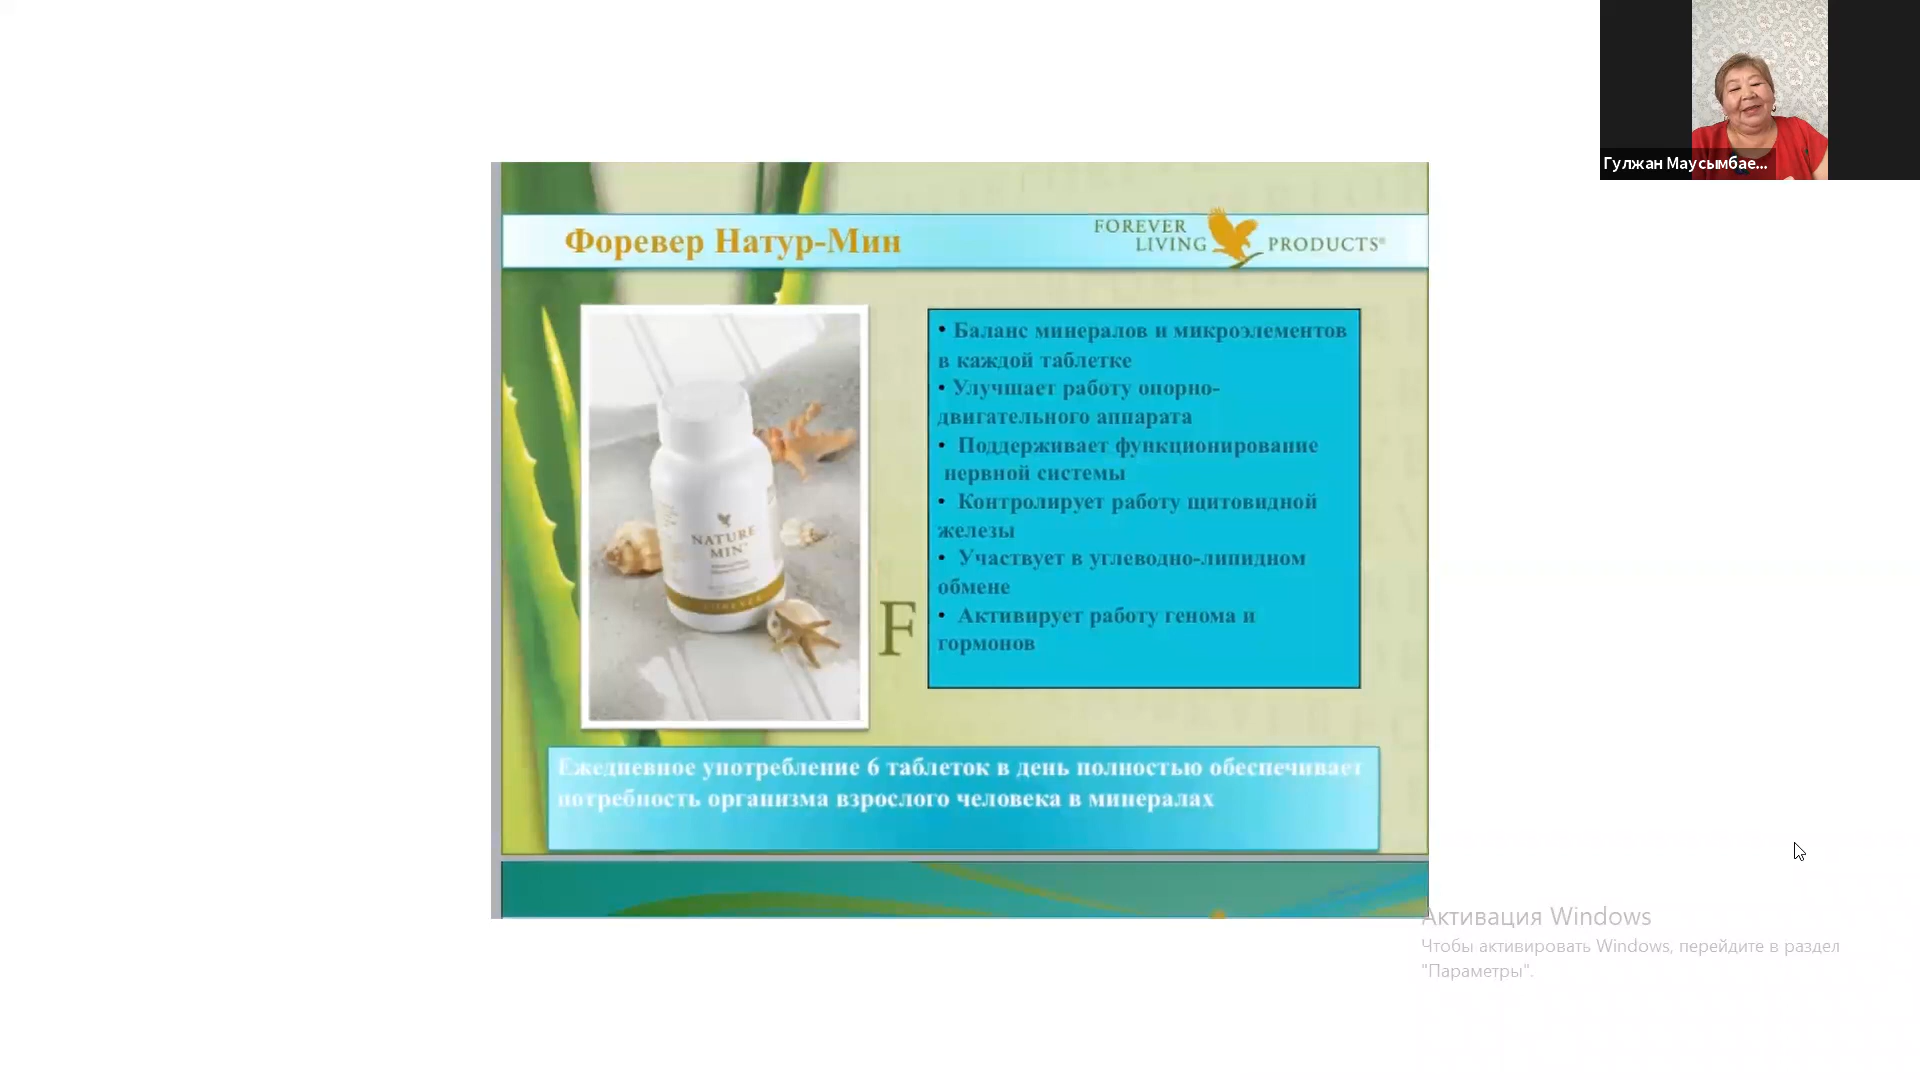 Гулжан Маусымбае...
Форевер Натур-Мин
FOREVER
LIVING PRODUCTS®
• Баланс минералов и микроэлементов
в каждой таблетке
• Улучшает работу опорно-
двигательного аппарата
• Поддерживает функционирование
нервной системы
• Контролирует работу щитовидной
железы
• Участвует в углеводно-липидном
обмене
• Активирует работу генома и
гормонов
NATURE
MIN
FOREVER
F
Ежедневное употребление 6 таблеток в день полностью обеспечивает
потребность организма взрослого человека в минералах
Активация Windows
Чтобы активировать Windows, перейдите в раздел
"Параметры".